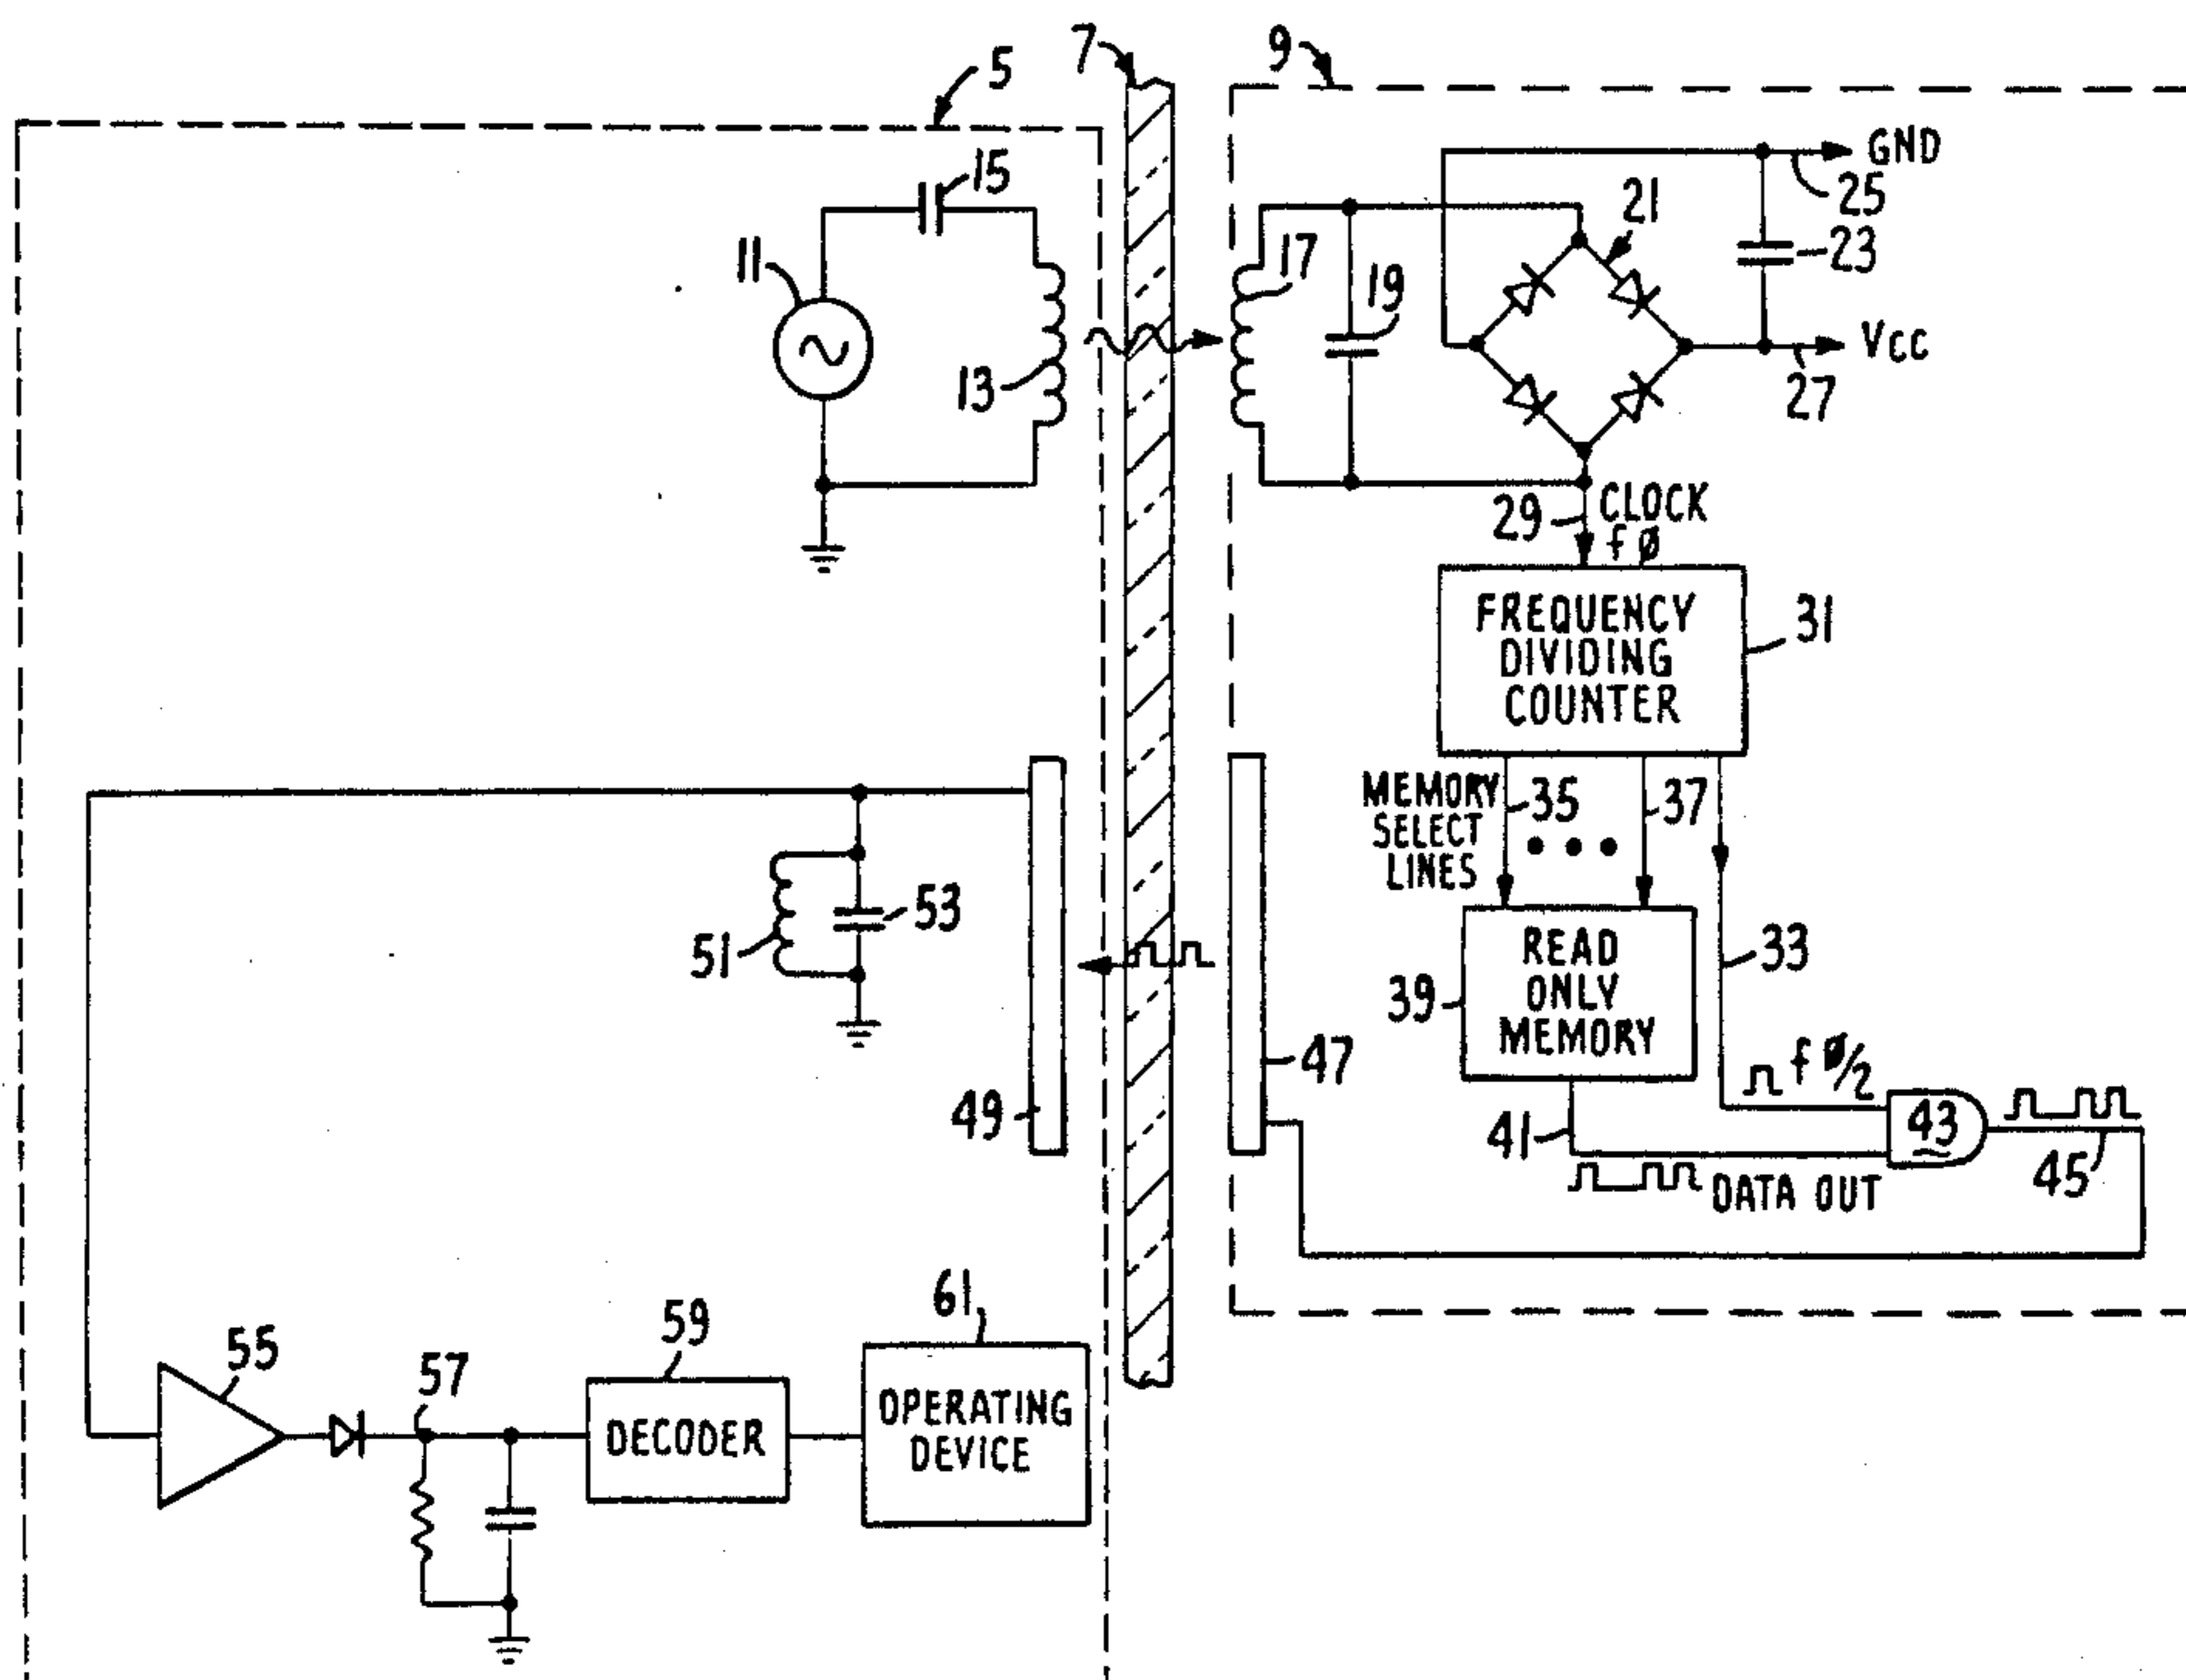 5
7
9
15
11
13
17
19
21
GND
25
23
VCC
27
29
CLOCK
fØ
FREQUENCY
DIVIDING
COUNTER
31
MEMORY
SELECT
LINES
35
37
33
39
READ
ONLY
MEMORY
fØ/2
41
43
45
DATA OUT
47
49
51
53
55
57
59
DECODER
61
OPERATING
DEVICE